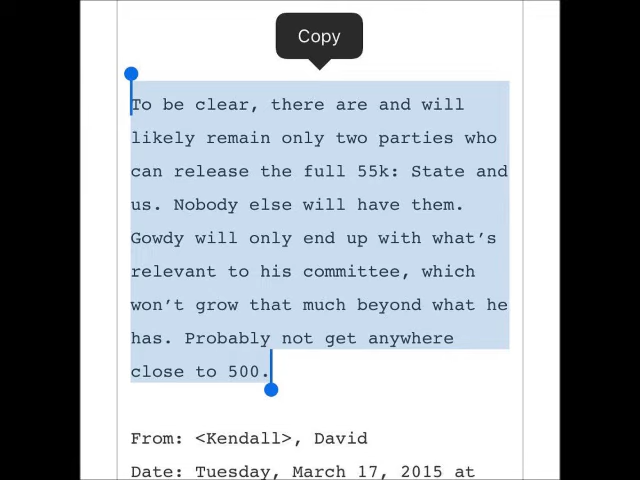 Copy
To be clear, there are and will
likely remain only two parties who
can release the full 55k: State and
us. Nobody else will have them.
Gowdy will only end up with what’s
relevant to his committee, which
won’t grow that much beyond what he
has. Probably not get anywhere
close to 500.
From: <Kendall>, David
Date: Tuesday, March 17, 2015 at